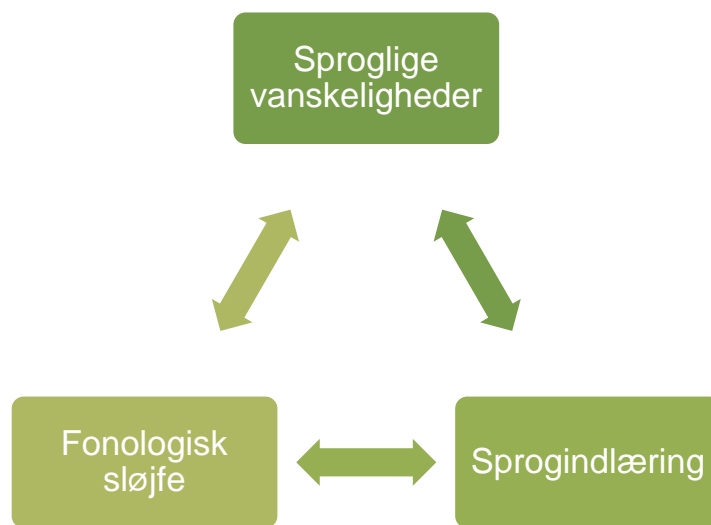 Sproglige
vanskeligheder
Fonologisk
sløjfe
Sprogindlæring